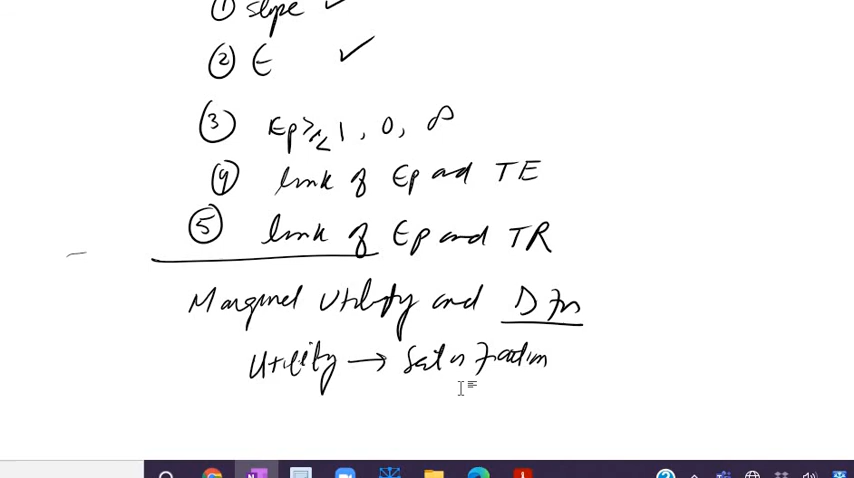 ① slope ✓
② E ✓
③ Ep ><1, 0, ∞
④ link of Ep and TE
⑤ link of Ep and TR
Marginal Utility and D fn
Utility → Satisfaction